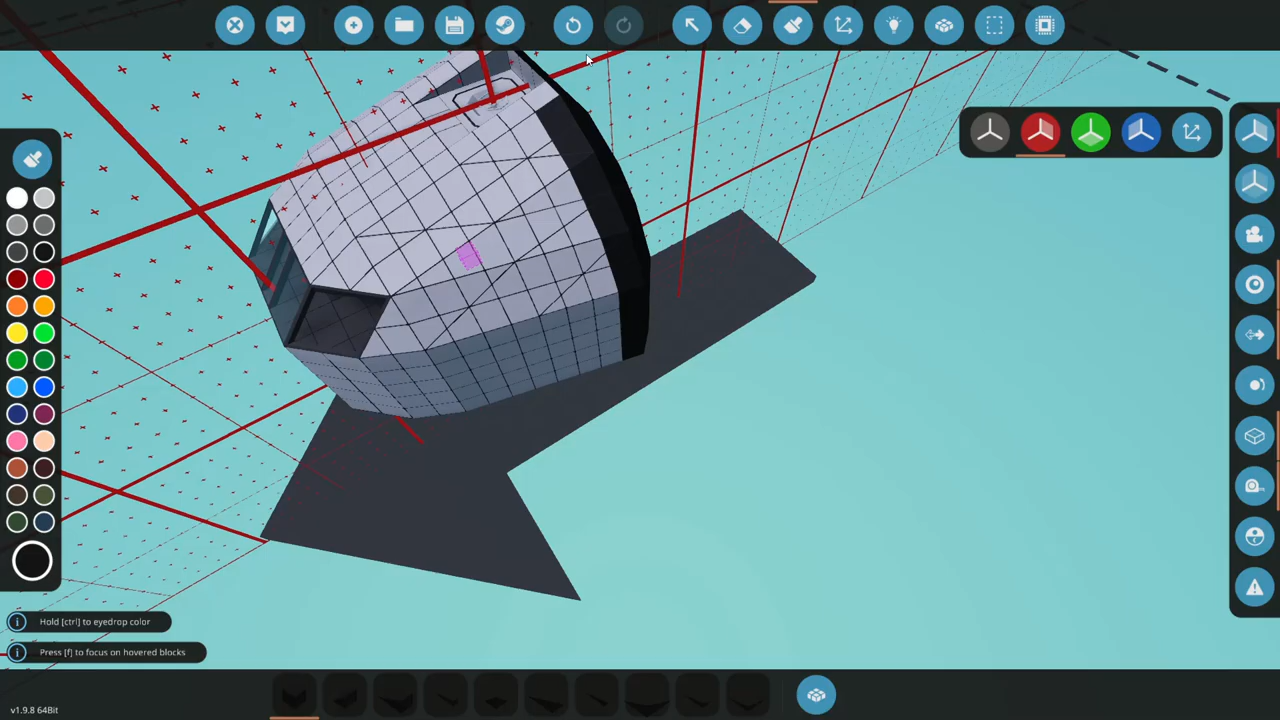 Hold [ctrl] to eyedrop color
Press [f] to focus on hovered blocks
v1.9.8 64Bit